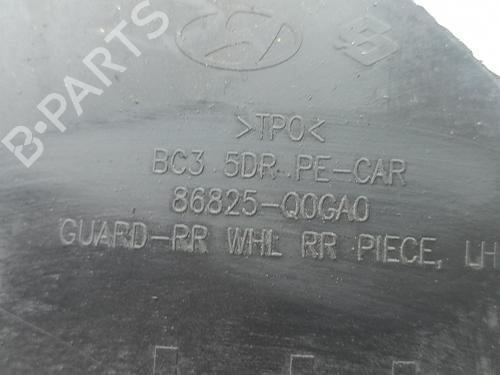 B-PARTS
>TPO<
BC3 5DR PE-CAR
86825-Q0GA0
GUARD-RR WHL RR PIECE, LH